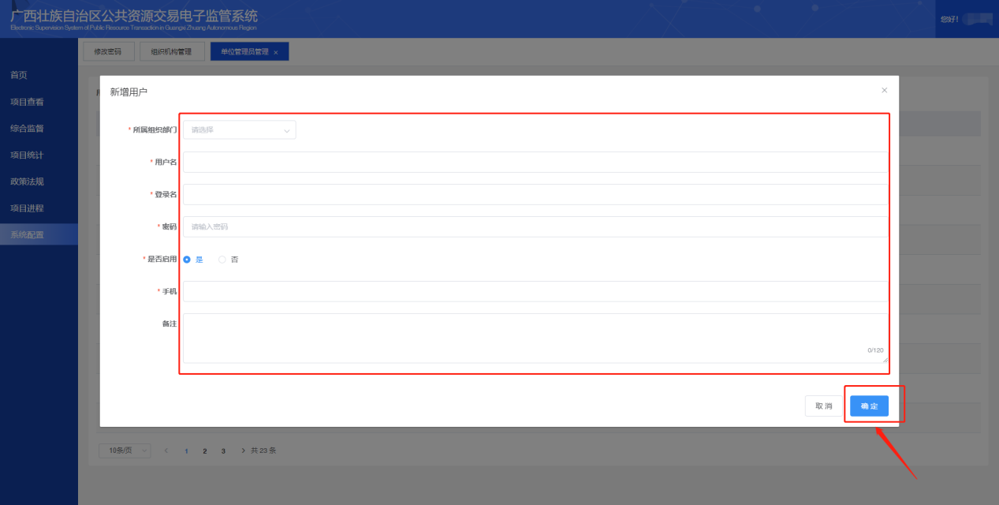 广西壮族自治区公共资源交易电子监管系统
Electronic Supervision System of Public Resource Transaction in Guangxi Zhuang Autonomous Region
您好!
修改密码
组织机构管理
单位管理员管理 ×
首页
项目查看
综合监督
项目统计
政策法规
项目进程
系统配置
新增用户
×
* 所属组织部门 请选择
* 用户名
* 登录名
* 密码 请输入密码
* 是否启用 是 否
* 手机
备注
0/120
取消 确定
10条/页 < 1 2 3 > 共 23 条